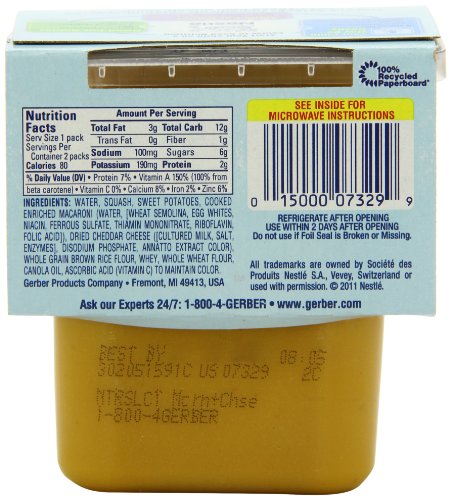 100%
Recycled
Paperboard*
Nutrition
Facts
Serv Size 1 pack
Servings Per
Container 2 packs
Calories 80
Amount Per Serving
Total Fat 3g Total Carb 12g
Trans Fat 0g Fiber 1g
Sodium 100mg Sugars 6g
Potassium 190mg Protein 2g
% Daily Value (DV) • Protein 7% • Vitamin A 150% (100% from
beta carotene) • Vitamin C 0% • Calcium 8% • Iron 2% • Zinc 6%
INGREDIENTS: WATER, SQUASH, SWEET POTATOES, COOKED
ENRICHED MACARONI (WATER, [WHEAT SEMOLINA, EGG WHITES,
NIACIN, FERROUS SULFATE, THIAMIN MONONITRATE, RIBOFLAVIN,
FOLIC ACID]), DRIED CHEDDAR CHEESE ([CULTURED MILK, SALT,
ENZYMES], DISODIUM PHOSPHATE, ANNATTO EXTRACT COLOR),
WHOLE GRAIN BROWN RICE FLOUR, WHEY, WHOLE WHEAT FLOUR,
CANOLA OIL, ASCORBIC ACID (VITAMIN C) TO MAINTAIN COLOR.
Gerber Products Company • Fremont, MI 49413, USA
SEE INSIDE FOR
MICROWAVE INSTRUCTIONS
0 15000 07329 9
REFRIGERATE AFTER OPENING
USE WITHIN 2 DAYS AFTER OPENING
Do not use if Foil Seal is Broken or Missing.
All trademarks are owned by Société des
Produits Nestlé S.A., Vevey, Switzerland or
used with permission. © 2011 Nestlé.
Ask our Experts 24/7: 1-800-4-GERBER • www.gerber.com
BEST BY 08:06
302051591C US 07329 2C
NTRSLCT Mcrn+Chse
1-800-4GERBER